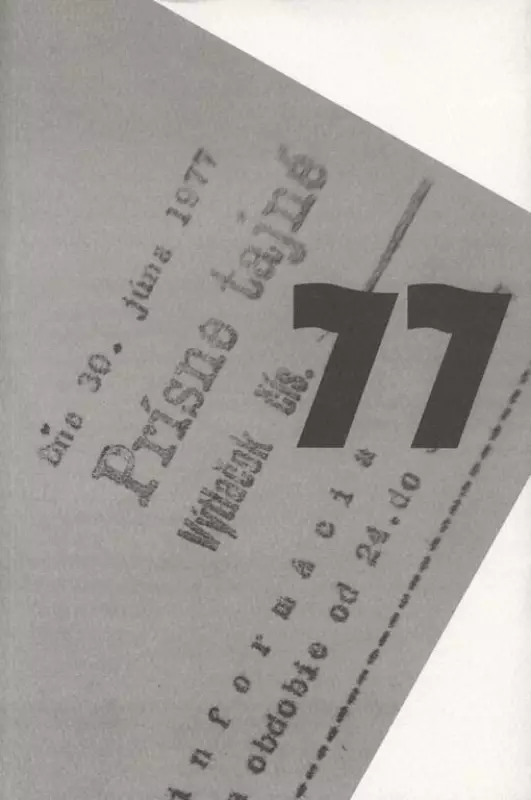 Dňa 30. júna 1977
Prísne tajné
Výtlačok čís.
77
informácia
obdobie od 24.do